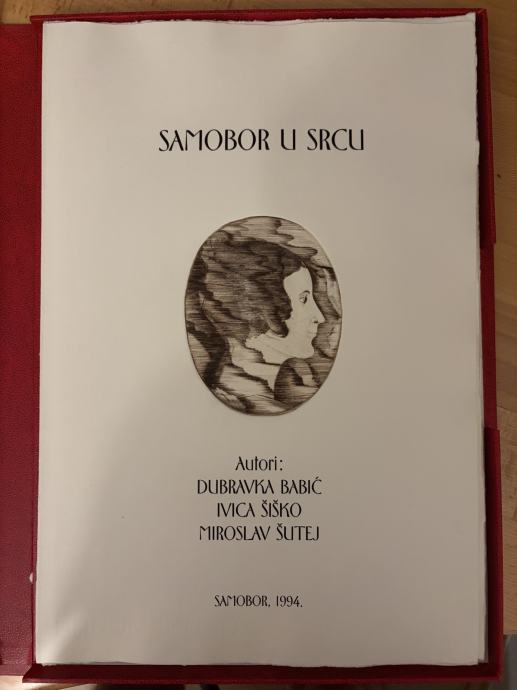 SAMOBOR U SRCU
Autori:
DUBRAVKA BABIĆ
IVICA ŠIŠKO
MIROSLAV ŠUTEJ
SAMOBOR, 1994.